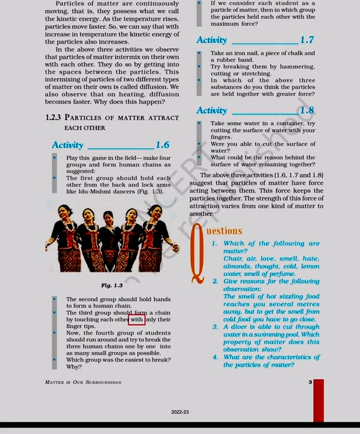 Particles of matter are continuously
moving, that is, they possess what we call
the kinetic energy. As the temperature rises,
particles move faster. So, we can say that with
increase in temperature the kinetic energy of
the particles also increases.
In the above three activities we observe
that particles of matter intermix on their own
with each other. They do so by getting into
the spaces between the particles. This
intermixing of particles of two different types
of matter on their own is called diffusion. We
also observe that on heating, diffusion
becomes faster. Why does this happen?
1.2.3 PARTICLES OF MATTER ATTRACT
EACH OTHER
Activity 1.6
• Play this game in the field— make four
groups and form human chains as
suggested:
• The first group should hold each
other from the back and lock arms
like Idu-Mishmi dancers (Fig. 1.3).
Fig. 1.3
• The second group should hold hands
to form a human chain.
• The third group should form a chain
by touching each other with only their
finger tips.
• Now, the fourth group of students
should run around and try to break the
three human chains one by one into
as many small groups as possible.
• Which group was the easiest to break?
Why?
• If we consider each student as a
particle of matter, then in which group
the particles held each other with the
maximum force?
Activity 1.7
• Take an iron nail, a piece of chalk and
a rubber band.
• Try breaking them by hammering,
cutting or stretching.
• In which of the above three
substances do you think the particles
are held together with greater force?
Activity 1.8
• Take some water in a container, try
cutting the surface of water with your
fingers.
• Were you able to cut the surface of
water?
• What could be the reason behind the
surface of water remaining together?
The above three activities (1.6, 1.7 and 1.8)
suggest that particles of matter have force
acting between them. This force keeps the
particles together. The strength of this force of
attraction varies from one kind of matter to
another.
Questions
1. Which of the following are
matter?
Chair, air, love, smell, hate,
almonds, thought, cold, lemon
water, smell of perfume.
2. Give reasons for the following
observation:
The smell of hot sizzling food
reaches you several metres
away, but to get the smell from
cold food you have to go close.
3. A diver is able to cut through
water in a swimming pool. Which
property of matter does this
observation show?
4. What are the characteristics of
the particles of matter?
MATTER IN OUR SURROUNDINGS 3
2022-23